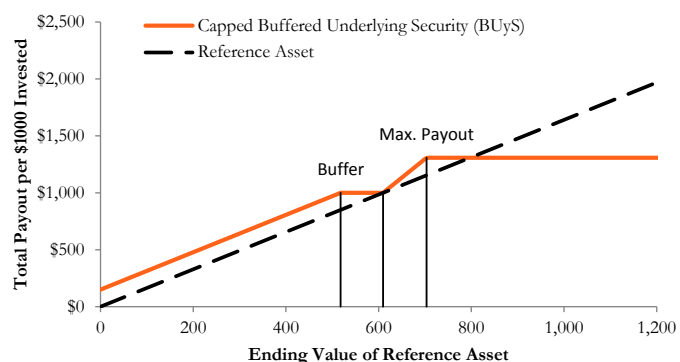 Capped Buffered Underlying Security (BUyS)
Reference Asset
Total Payout per $1000 Invested
$2,500
$2,000
$1,500
$1,000
$500
$0
Max. Payout
Buffer
0 200 400 600 800 1,000 1,200
Ending Value of Reference Asset